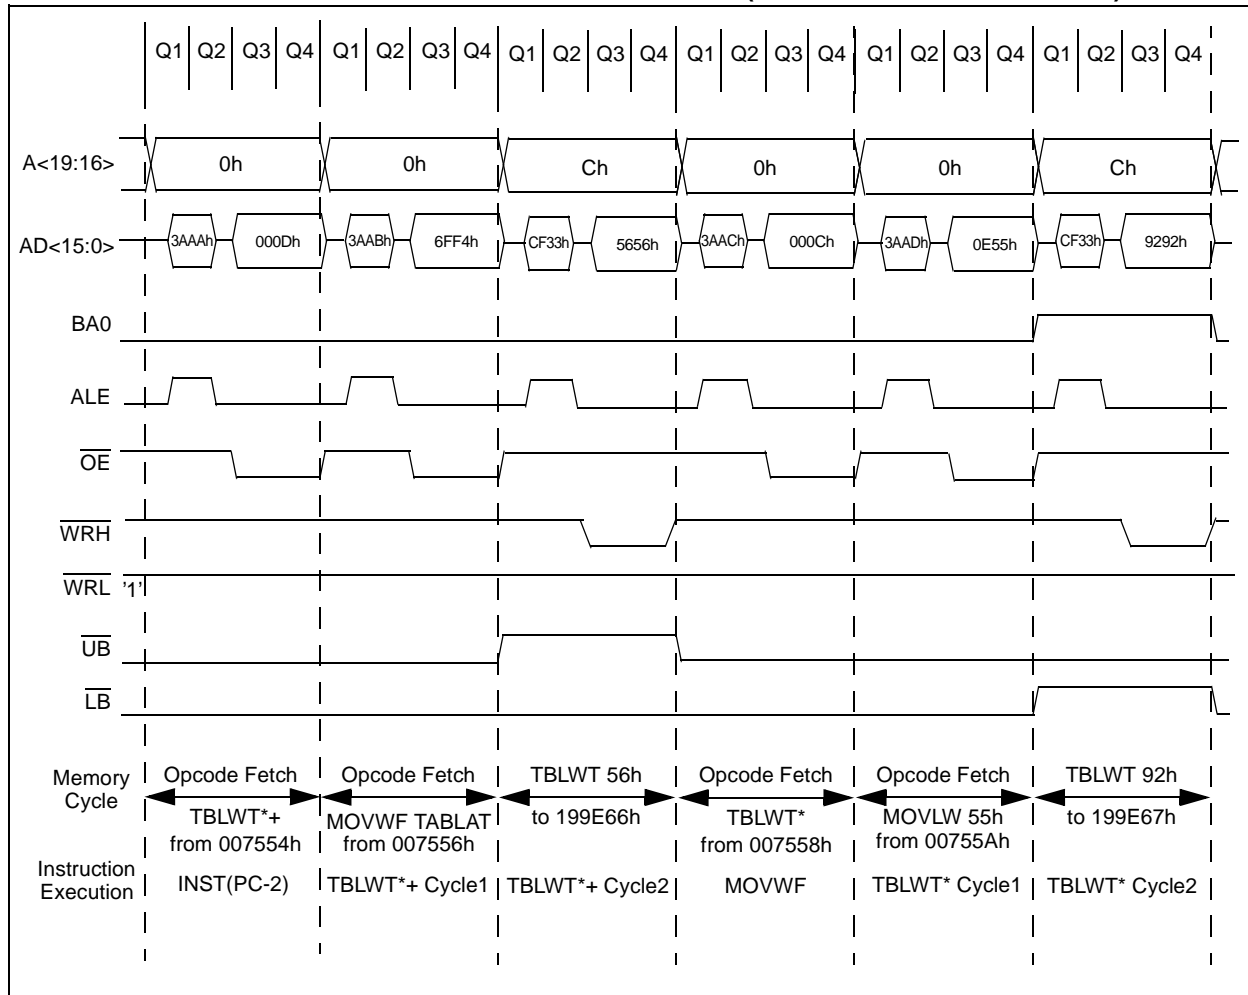 Q1 Q2 Q3 Q4 Q1 Q2 Q3 Q4 Q1 Q2 Q3 Q4 Q1 Q2 Q3 Q4 Q1 Q2 Q3 Q4 Q1 Q2 Q3 Q4
A<19:16> 0h 0h Ch 0h 0h Ch
AD<15:0> 3AAAh 000Dh 3AABh 6FF4h CF33h 5656h 3AACh 000Ch 3AADh 0E55h CF33h 9292h
BA0
ALE
OE
WRH
WRL '1'
UB
LB
Memory Cycle
Opcode Fetch
TBLWT*+
from 007554h
Opcode Fetch
MOVWF TABLAT
from 007556h
TBLWT 56h
to 199E66h
Opcode Fetch
TBLWT*
from 007558h
Opcode Fetch
MOVLW 55h
from 00755Ah
TBLWT 92h
to 199E67h
Instruction Execution
INST(PC-2) TBLWT*+ Cycle1 TBLWT*+ Cycle2 MOVWF TBLWT* Cycle1 TBLWT* Cycle2